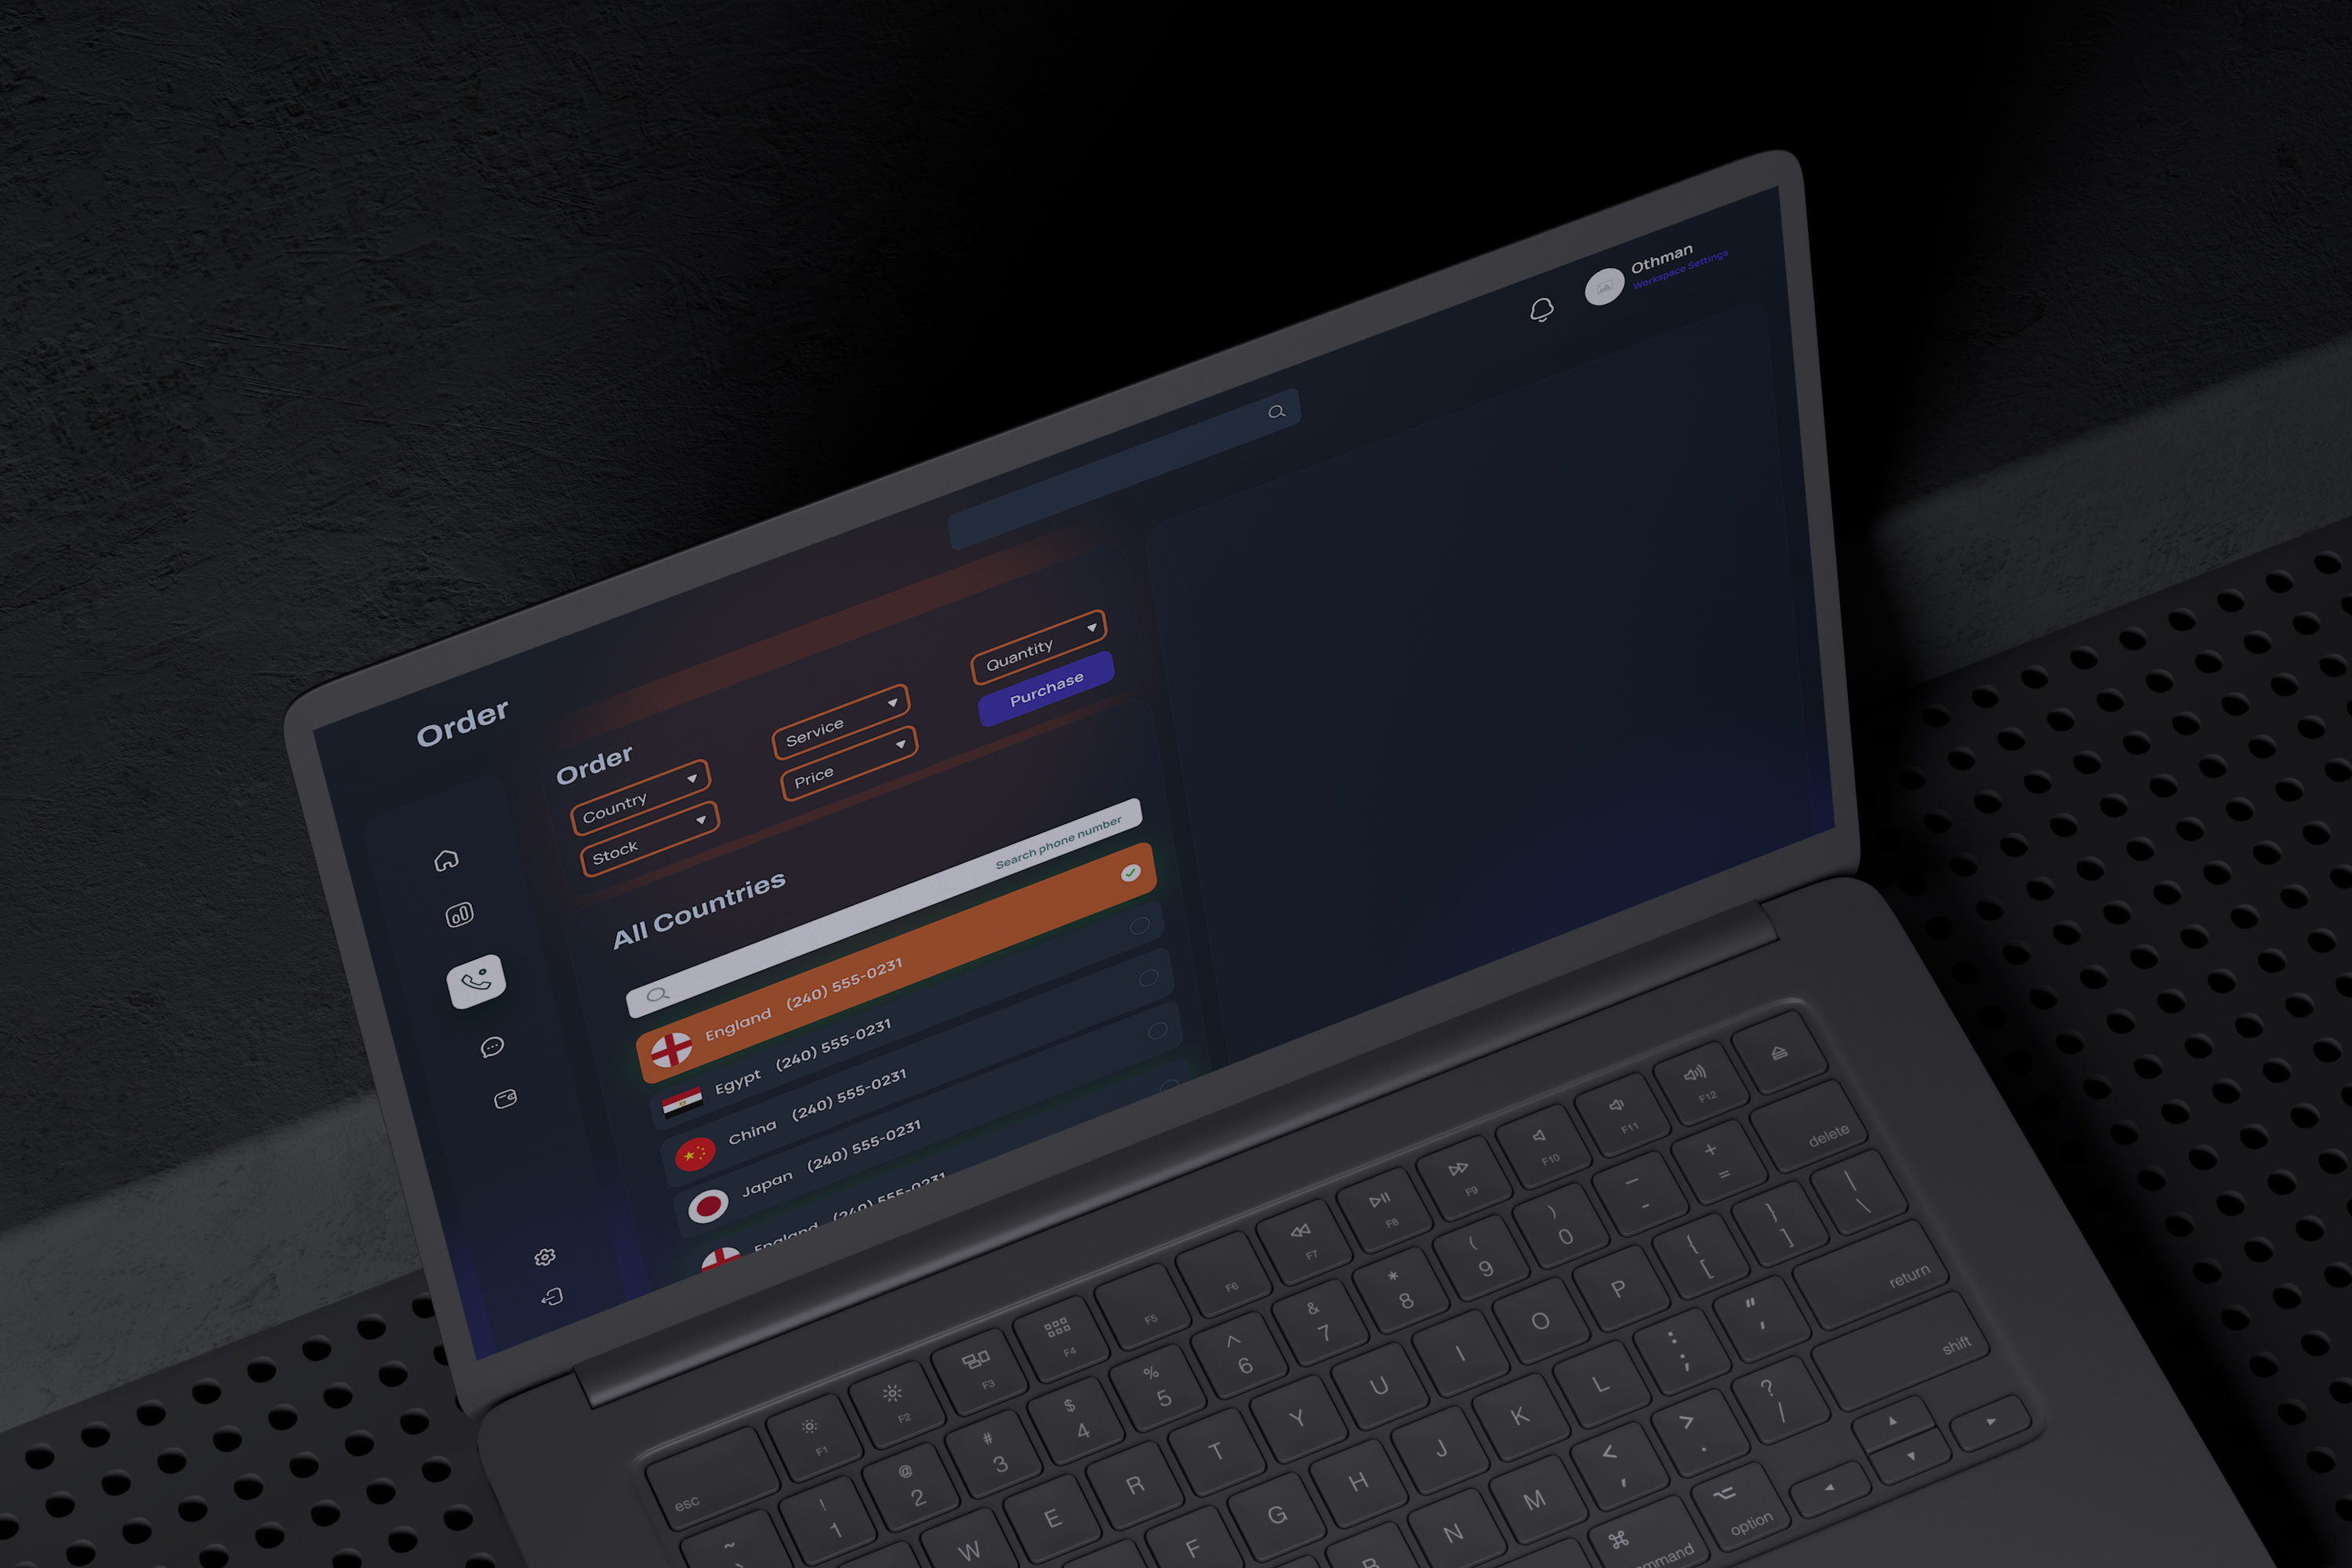 Othman
Workspace Settings
Order
Order
Country
Service
Quantity
Stock
Price
Purchase
All Countries
Search phone number
England (240) 555-0231
Egypt (240) 555-0231
China (240) 555-0231
Japan (240) 555-0231
England (240) 555-0231
esc
F1
F2
F3
F4
F5
F6
F7
F8
F9
F10
F11
F12
~
! 1
@ 2
# 3
$ 4
% 5
^ 6
& 7
* 8
( 9
) 0
— -
+ =
delete
W
E
R
T
Y
U
I
O
P
{ [
} ]
| \
F
G
H
J
K
L
: ;
" '
return
B
N
M
< ,
> .
? /
shift
⌘ command
⌥ option